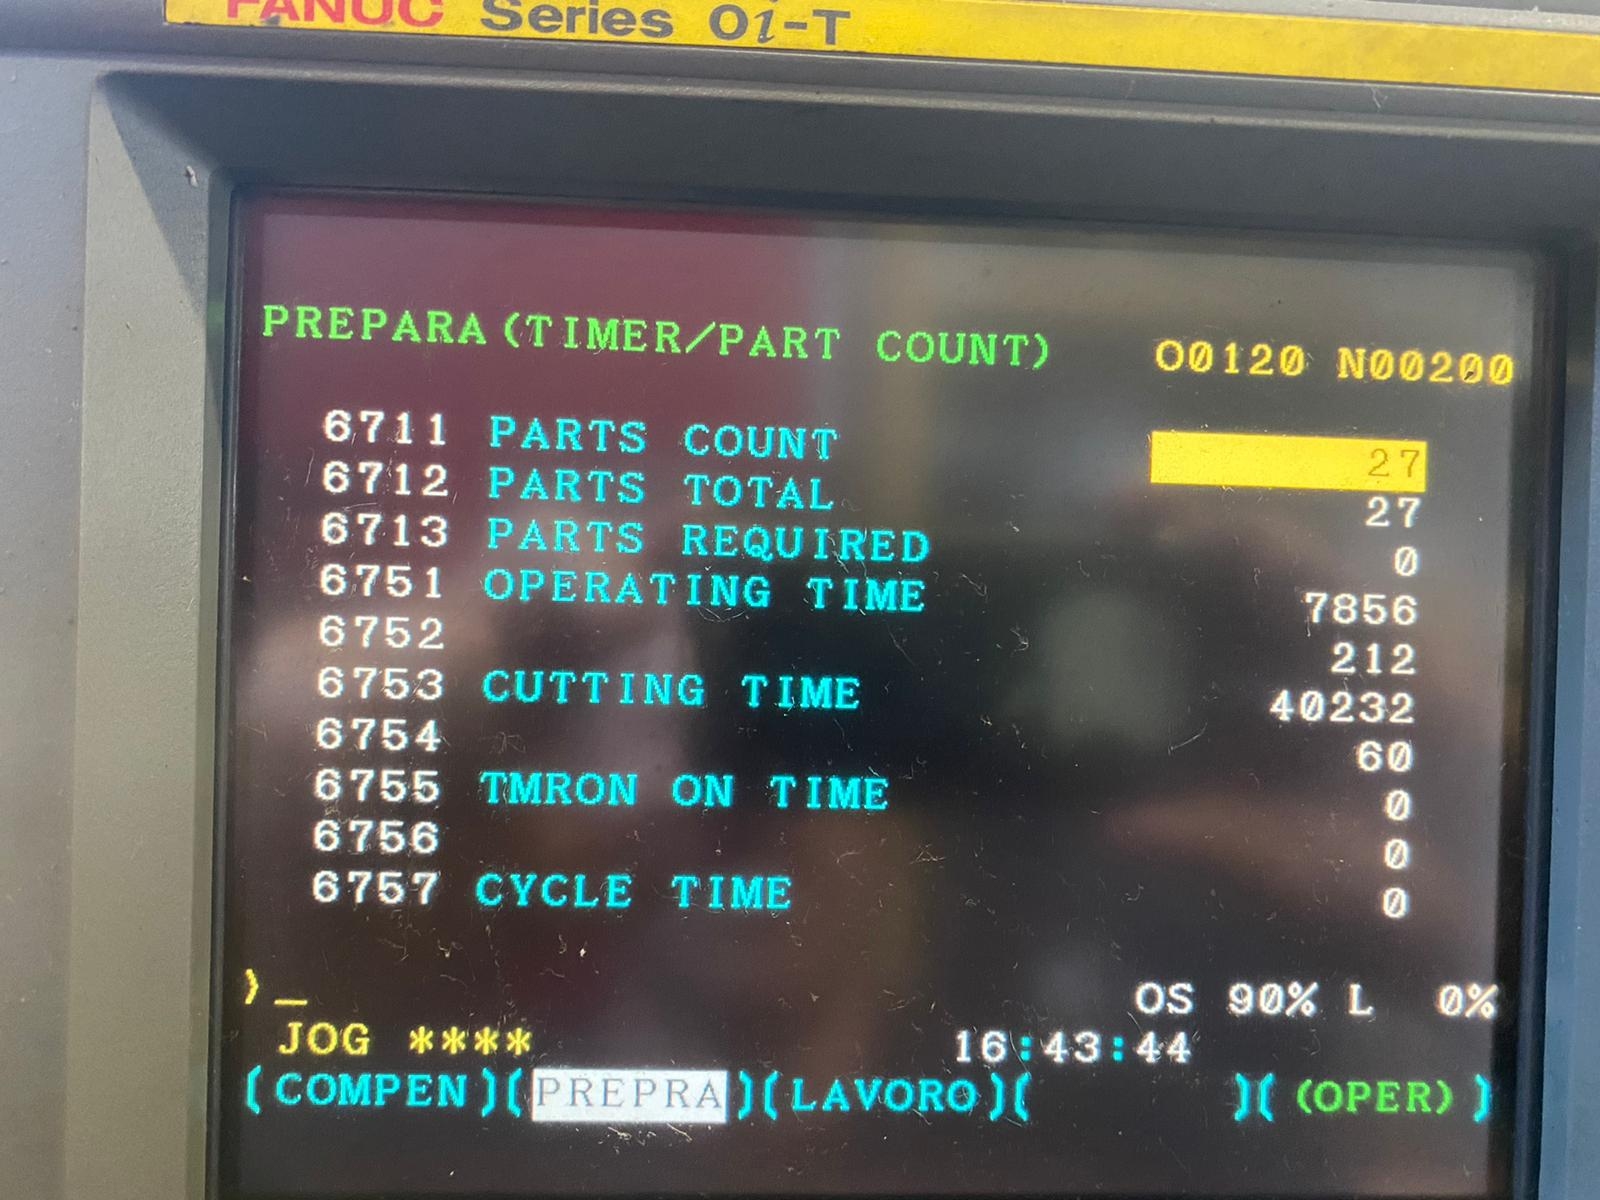 FANUC Series 0i-T
PREPARA(TIMER/PART COUNT) O0120 N00200
6711 PARTS COUNT 27
6712 PARTS TOTAL 27
6713 PARTS REQUIRED 0
6751 OPERATING TIME 7856
6752 212
6753 CUTTING TIME 40232
6754 60
6755 TMRON ON TIME 0
6756 0
6757 CYCLE TIME 0
)_
OS 90% L 0%
JOG **** 16:43:44
(COMPEN)(PREPRA)(LAVORO)( )((OPER))